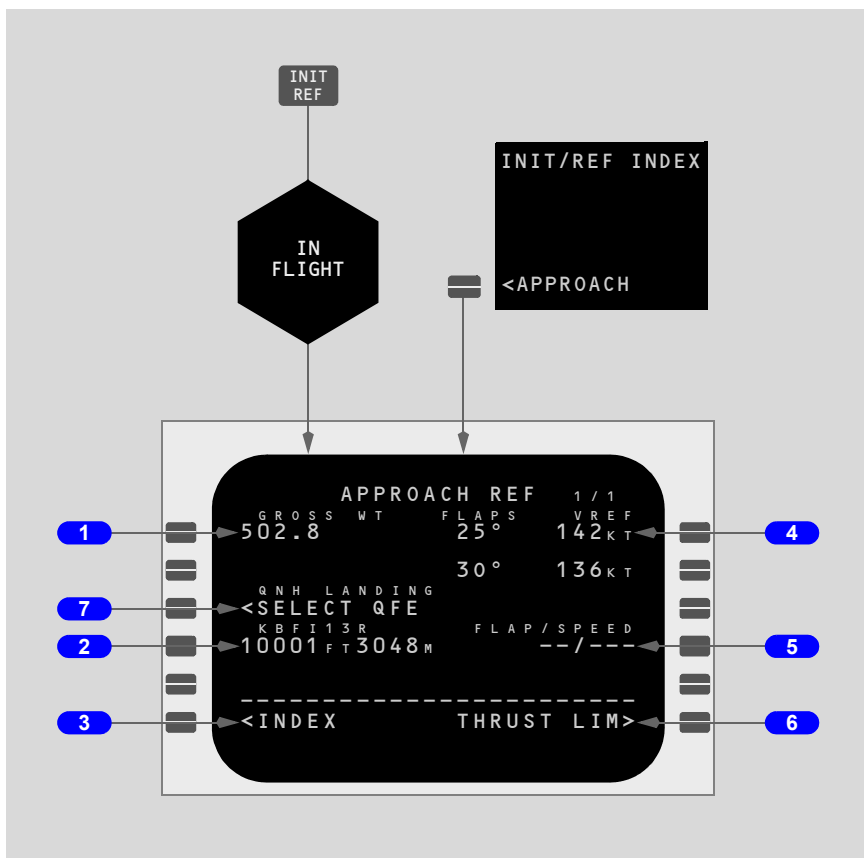 INIT
REF
INIT/REF INDEX
IN
FLIGHT
<APPROACH
APPROACH REF 1/1
GROSS WT FLAPS VREF
1 502.8 25° 142KT 4
30° 136KT
QNH LANDING
7 <SELECT QFE
KBFI13R FLAP/SPEED
2 10001FT3048M --/--- 5
------------------------
3 <INDEX THRUST LIM> 6